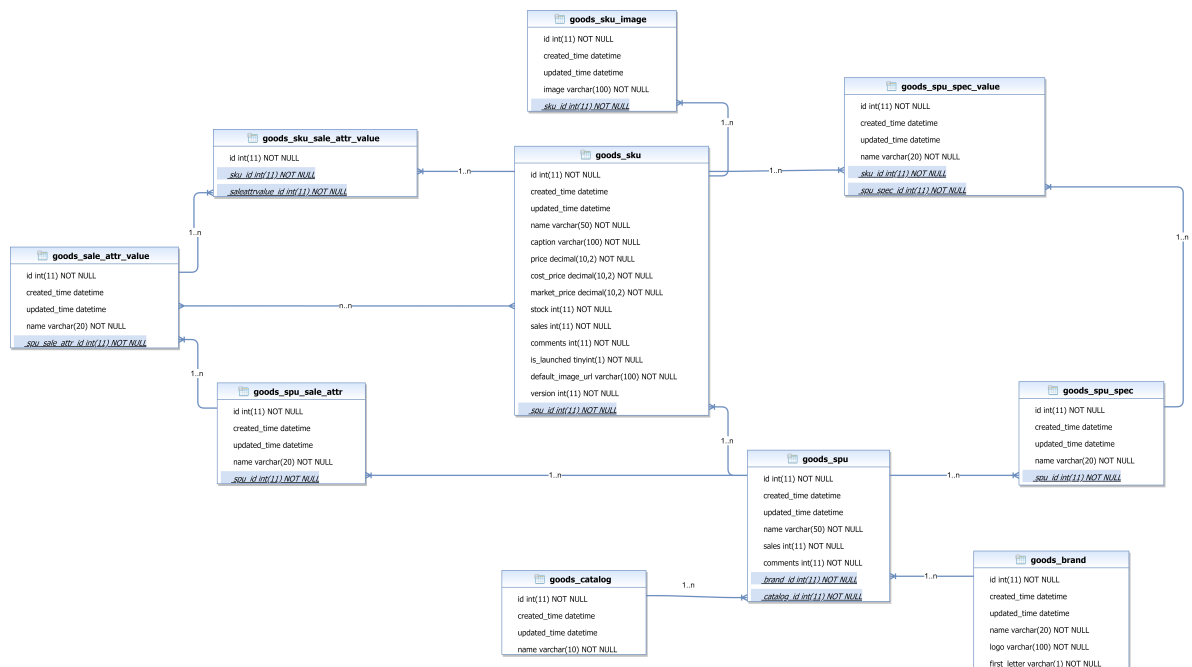 goods_sku_image
id int(11) NOT NULL
created_time datetime
updated_time datetime
image varchar(100) NOT NULL
sku_id int(11) NOT NULL
1..n
goods_spu_spec_value
id int(11) NOT NULL
created_time datetime
updated_time datetime
name varchar(20) NOT NULL
sku_id int(11) NOT NULL
spu_spec_id int(11) NOT NULL
goods_sku_sale_attr_value
id int(11) NOT NULL
sku_id int(11) NOT NULL
saleattrvalue_id int(11) NOT NULL
1..n
1..n
goods_sku
id int(11) NOT NULL
created_time datetime
updated_time datetime
name varchar(50) NOT NULL
caption varchar(100) NOT NULL
price decimal(10,2) NOT NULL
cost_price decimal(10,2) NOT NULL
market_price decimal(10,2) NOT NULL
stock int(11) NOT NULL
sales int(11) NOT NULL
comments int(11) NOT NULL
is_launched tinyint(1) NOT NULL
default_image_url varchar(100) NOT NULL
version int(11) NOT NULL
spu_id int(11) NOT NULL
1..n
1..n
goods_sale_attr_value
id int(11) NOT NULL
created_time datetime
updated_time datetime
name varchar(20) NOT NULL
spu_sale_attr_id int(11) NOT NULL
n..n
1..n
goods_spu_sale_attr
id int(11) NOT NULL
created_time datetime
updated_time datetime
name varchar(20) NOT NULL
spu_id int(11) NOT NULL
goods_spu_spec
id int(11) NOT NULL
created_time datetime
updated_time datetime
name varchar(20) NOT NULL
spu_id int(11) NOT NULL
1..n
1..n
1..n
goods_spu
id int(11) NOT NULL
created_time datetime
updated_time datetime
name varchar(50) NOT NULL
sales int(11) NOT NULL
comments int(11) NOT NULL
brand_id int(11) NOT NULL
catalog_id int(11) NOT NULL
goods_catalog
id int(11) NOT NULL
created_time datetime
updated_time datetime
name varchar(10) NOT NULL
1..n
1..n
goods_brand
id int(11) NOT NULL
created_time datetime
updated_time datetime
name varchar(20) NOT NULL
logo varchar(100) NOT NULL
first_letter varchar(1) NOT NULL